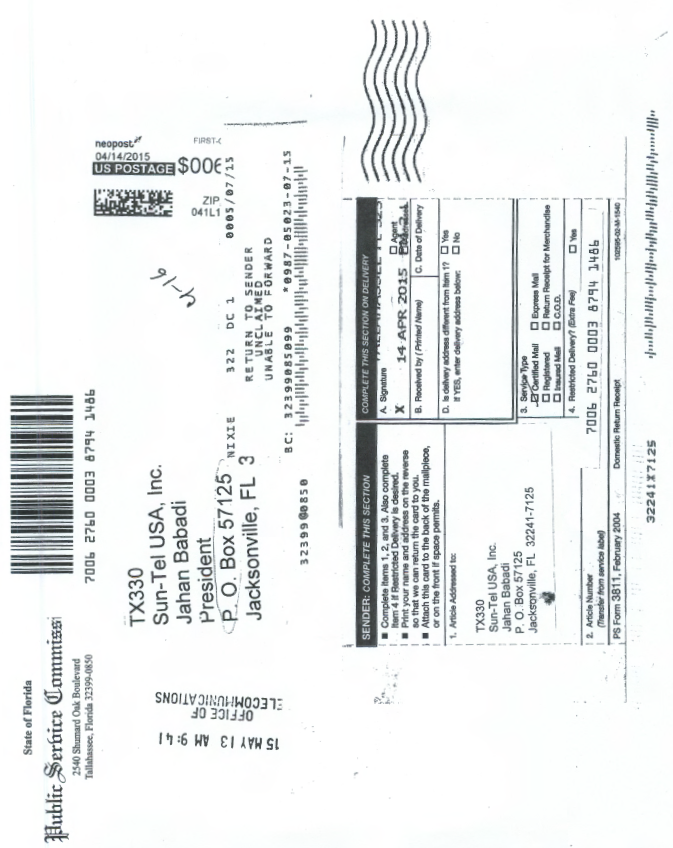 State of Florida
Public Service Commissi
2540 Shumard Oak Boulevard
Tallahassee, Florida 32399-0850
7006 2760 0003 8794 1486
neopost
FIRST-C
04/14/2015
US POSTAGE $006
ZIP
041L1
4-16
TX330
Sun-Tel USA, Inc.
Jahan Babadi
President
P. O. Box 57125
Jacksonville, FL 3
NIXIE 322 DC 1 0005/07/15
RETURN TO SENDER
UNCLAIMED
UNABLE TO FORWARD
BC: 32399085099 *0987-05023-07-15
3239900850
15 MAY 13 AM 9:41
OFFICE OF
ELECOMMUNICATIONS
SENDER: COMPLETE THIS SECTION
■ Complete items 1, 2, and 3. Also complete
item 4 if Restricted Delivery is desired.
■ Print your name and address on the reverse
so that we can return the card to you.
■ Attach this card to the back of the mailpiece,
or on the front if space permits.
1. Article Addressed to:
TX330
Sun-Tel USA, Inc.
Jahan Babadi
P. O. Box 57125
Jacksonville, FL 32241-7125
COMPLETE THIS SECTION ON DELIVERY
A. Signature
X
☐ Agent
14 APR 2015
B. Received by (Printed Name)
C. Date of Delivery
D. Is delivery address different from item 1? ☐ Yes
If YES, enter delivery address below: ☐ No
3. Service Type
☑ Certified Mail ☐ Express Mail
☐ Registered ☐ Return Receipt for Merchandise
☐ Insured Mail ☐ C.O.D.
4. Restricted Delivery? (Extra Fee) ☐ Yes
2. Article Number
(Transfer from service label)
7006 2760 0003 8794 1486
PS Form 3811, February 2004 Domestic Return Receipt 102595-02-M-1540
32241%7125